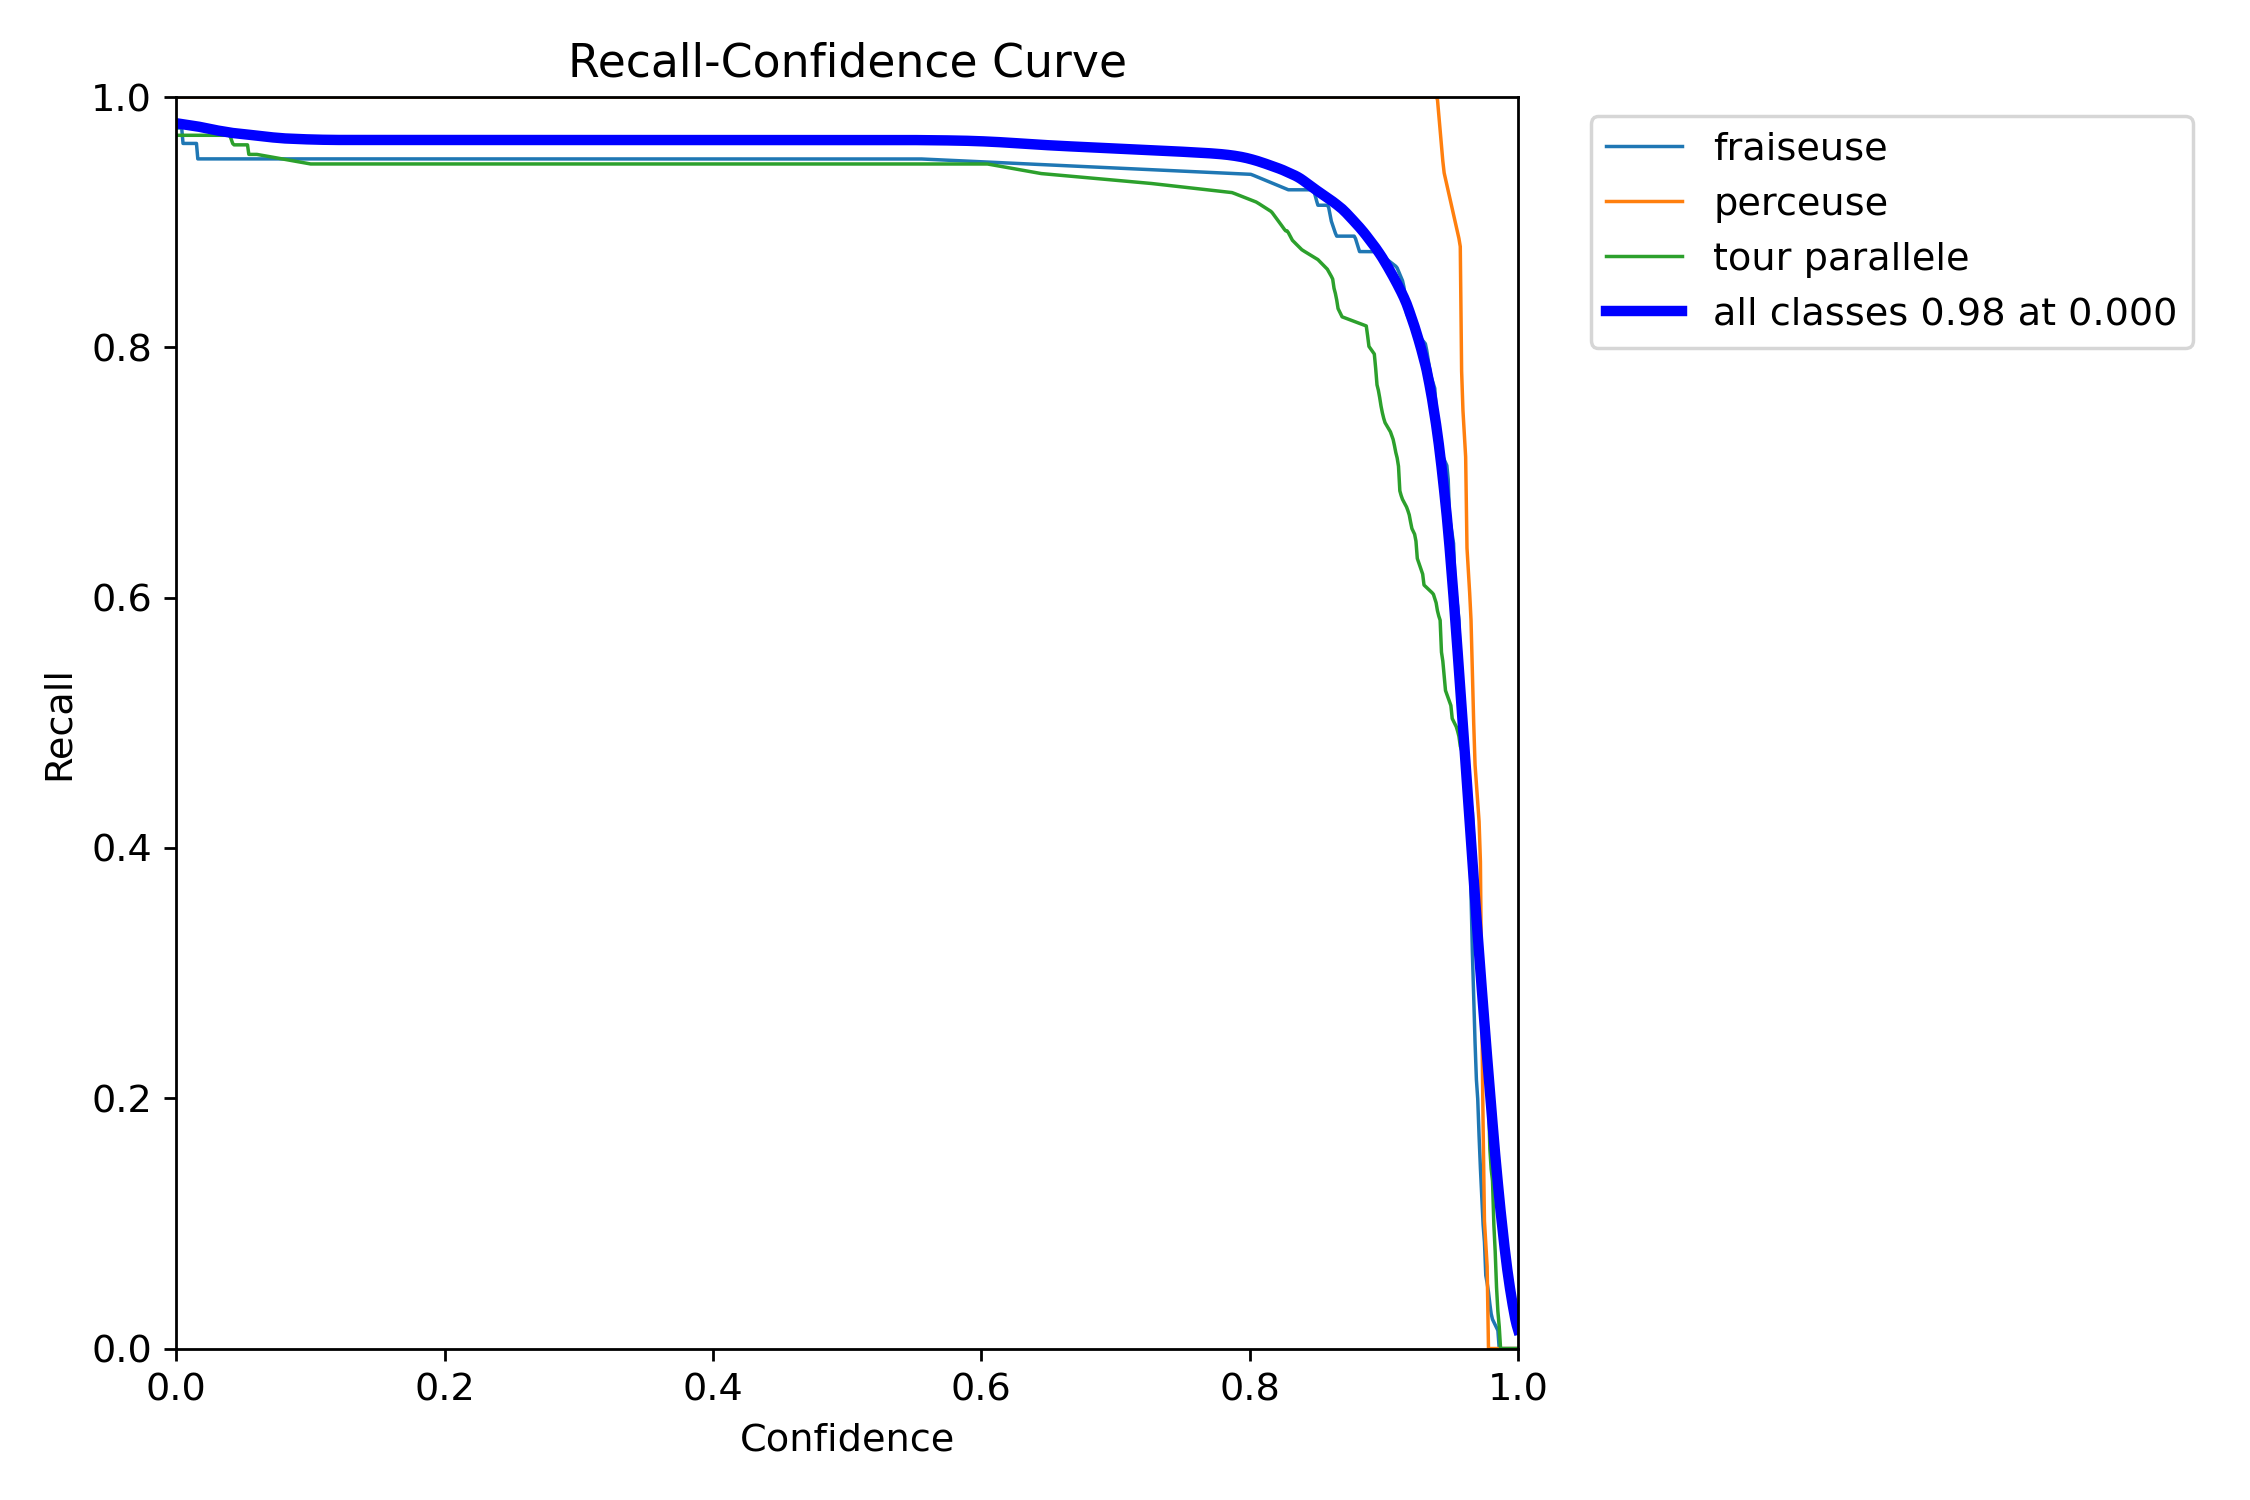 Recall-Confidence Curve
1.0
0.8
0.6
0.4
0.2
0.0
Recall
0.0 0.2 0.4 0.6 0.8 1.0
Confidence
fraiseuse
perceuse
tour parallele
all classes 0.98 at 0.000